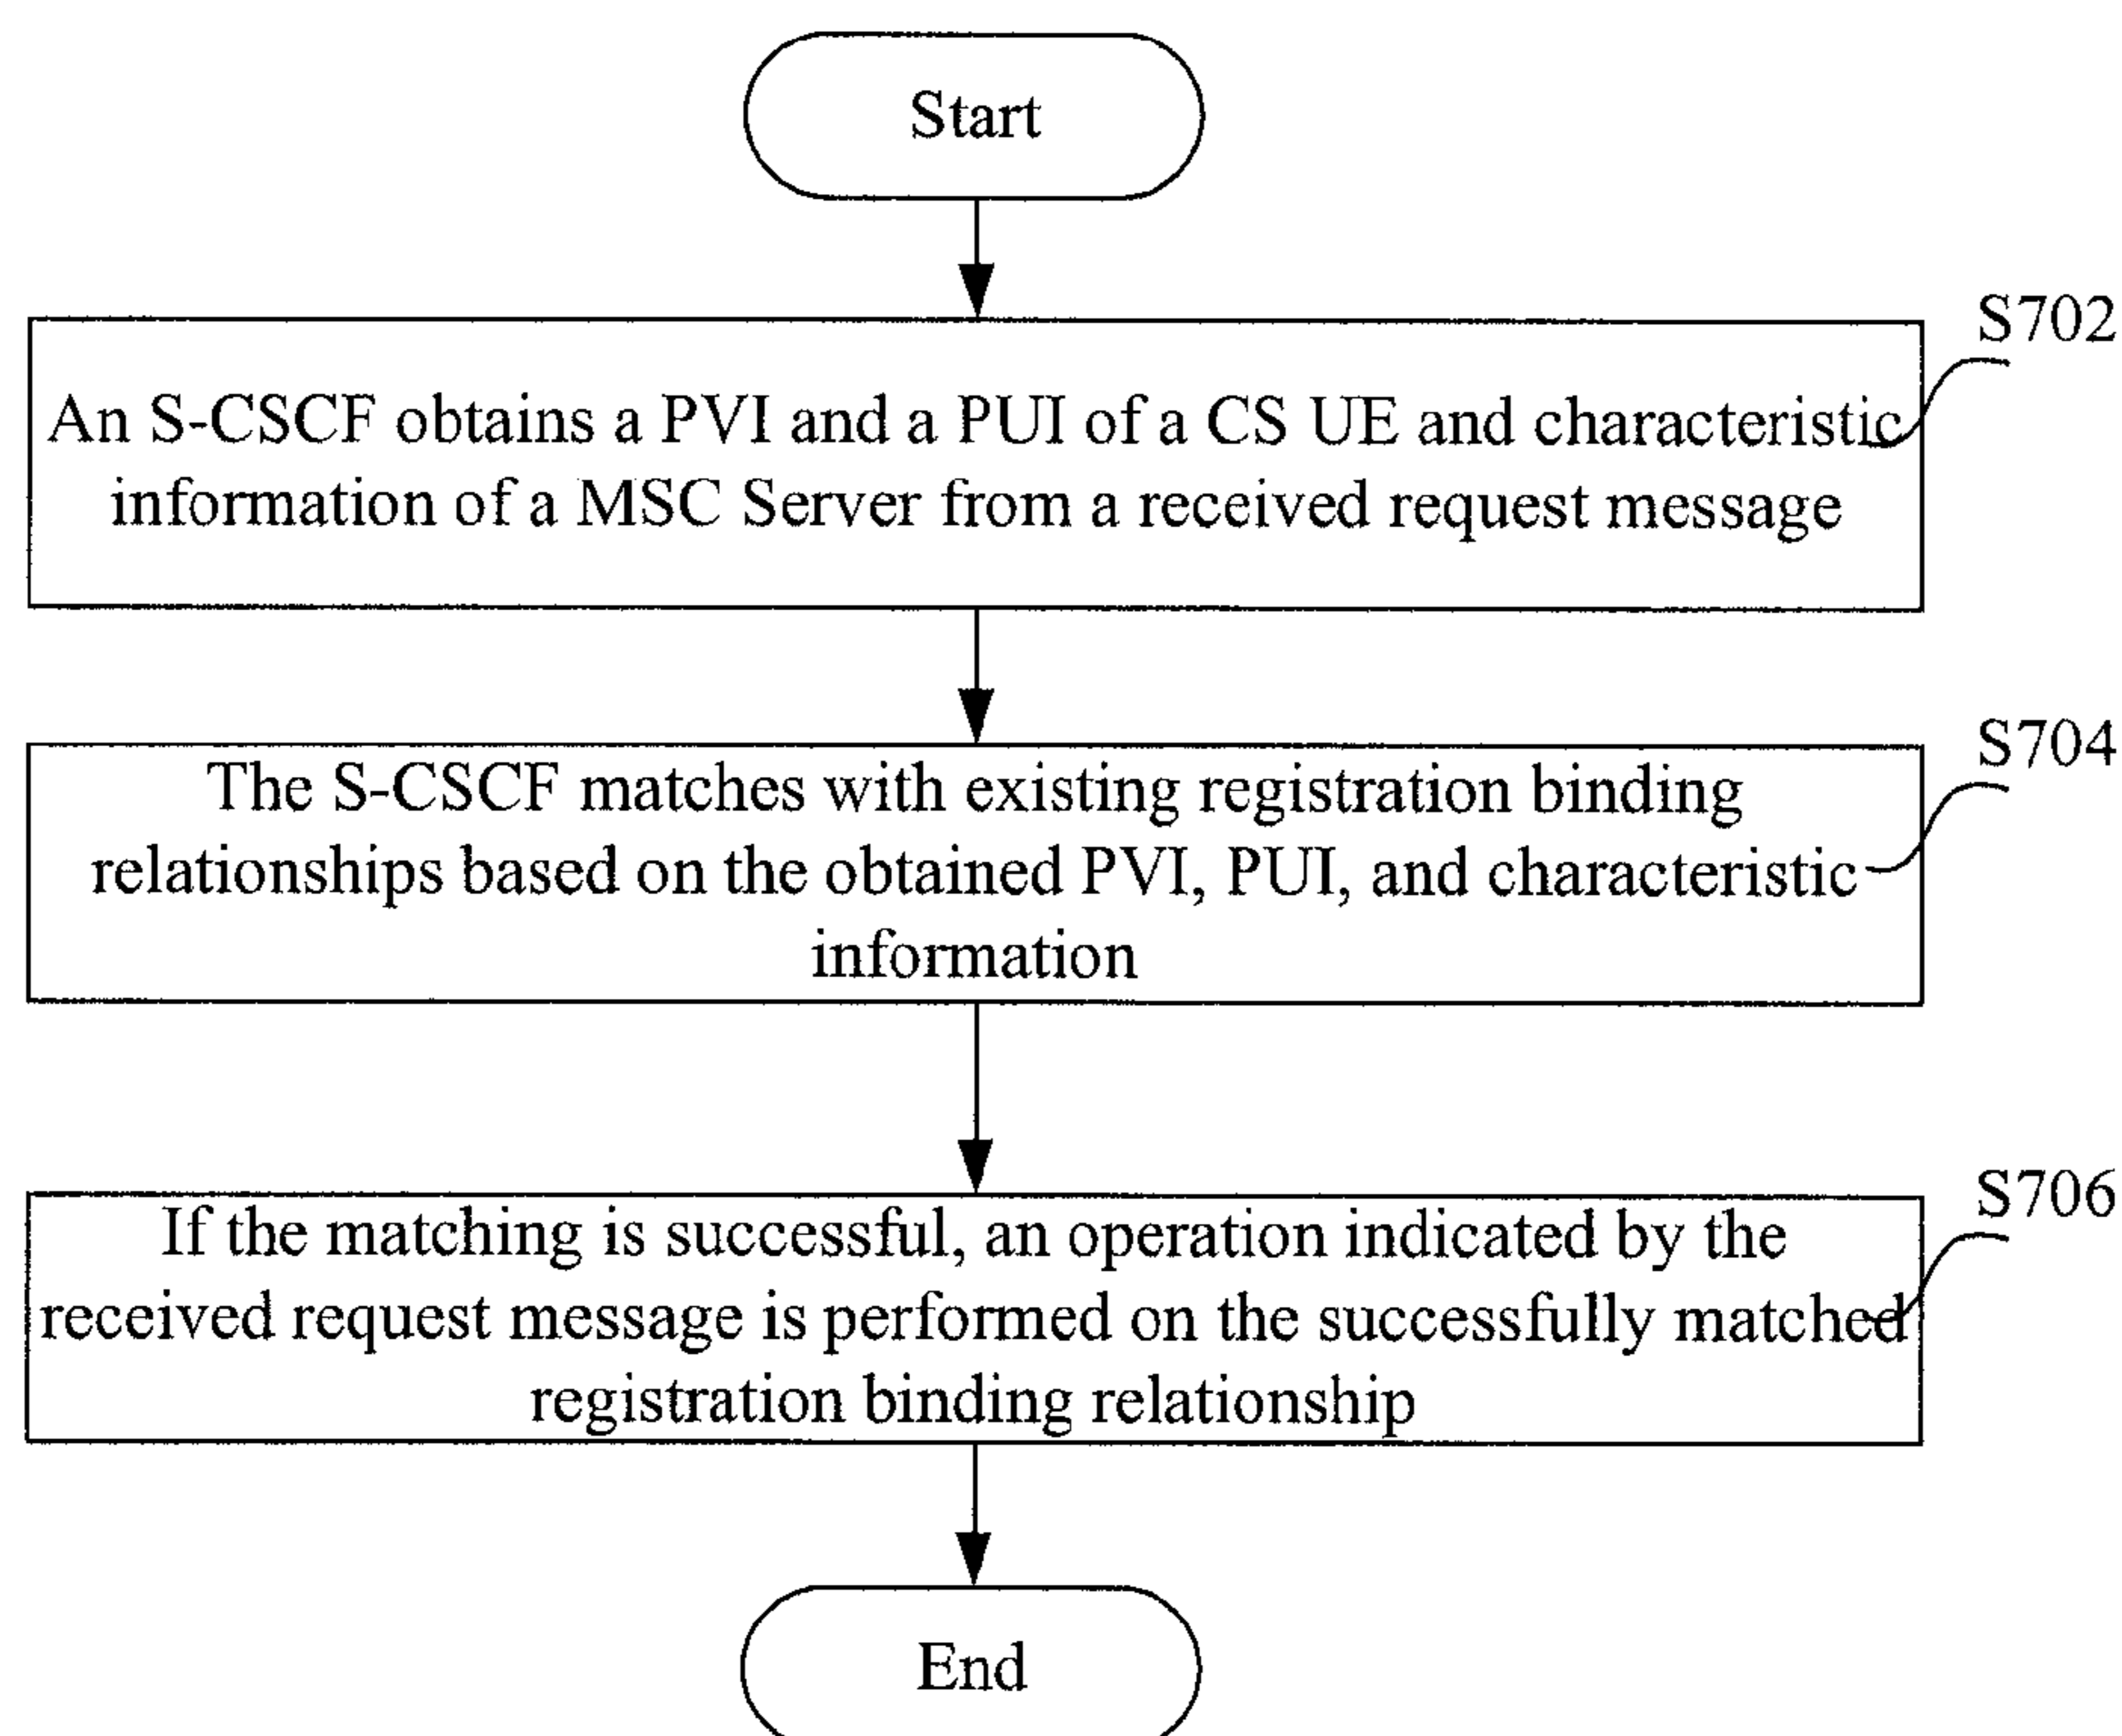 Start
S702
An S-CSCF obtains a PVI and a PUI of a CS UE and characteristic
information of a MSC Server from a received request message
S704
The S-CSCF matches with existing registration binding
relationships based on the obtained PVI, PUI, and characteristic
information
S706
If the matching is successful, an operation indicated by the
received request message is performed on the successfully matched
registration binding relationship
End